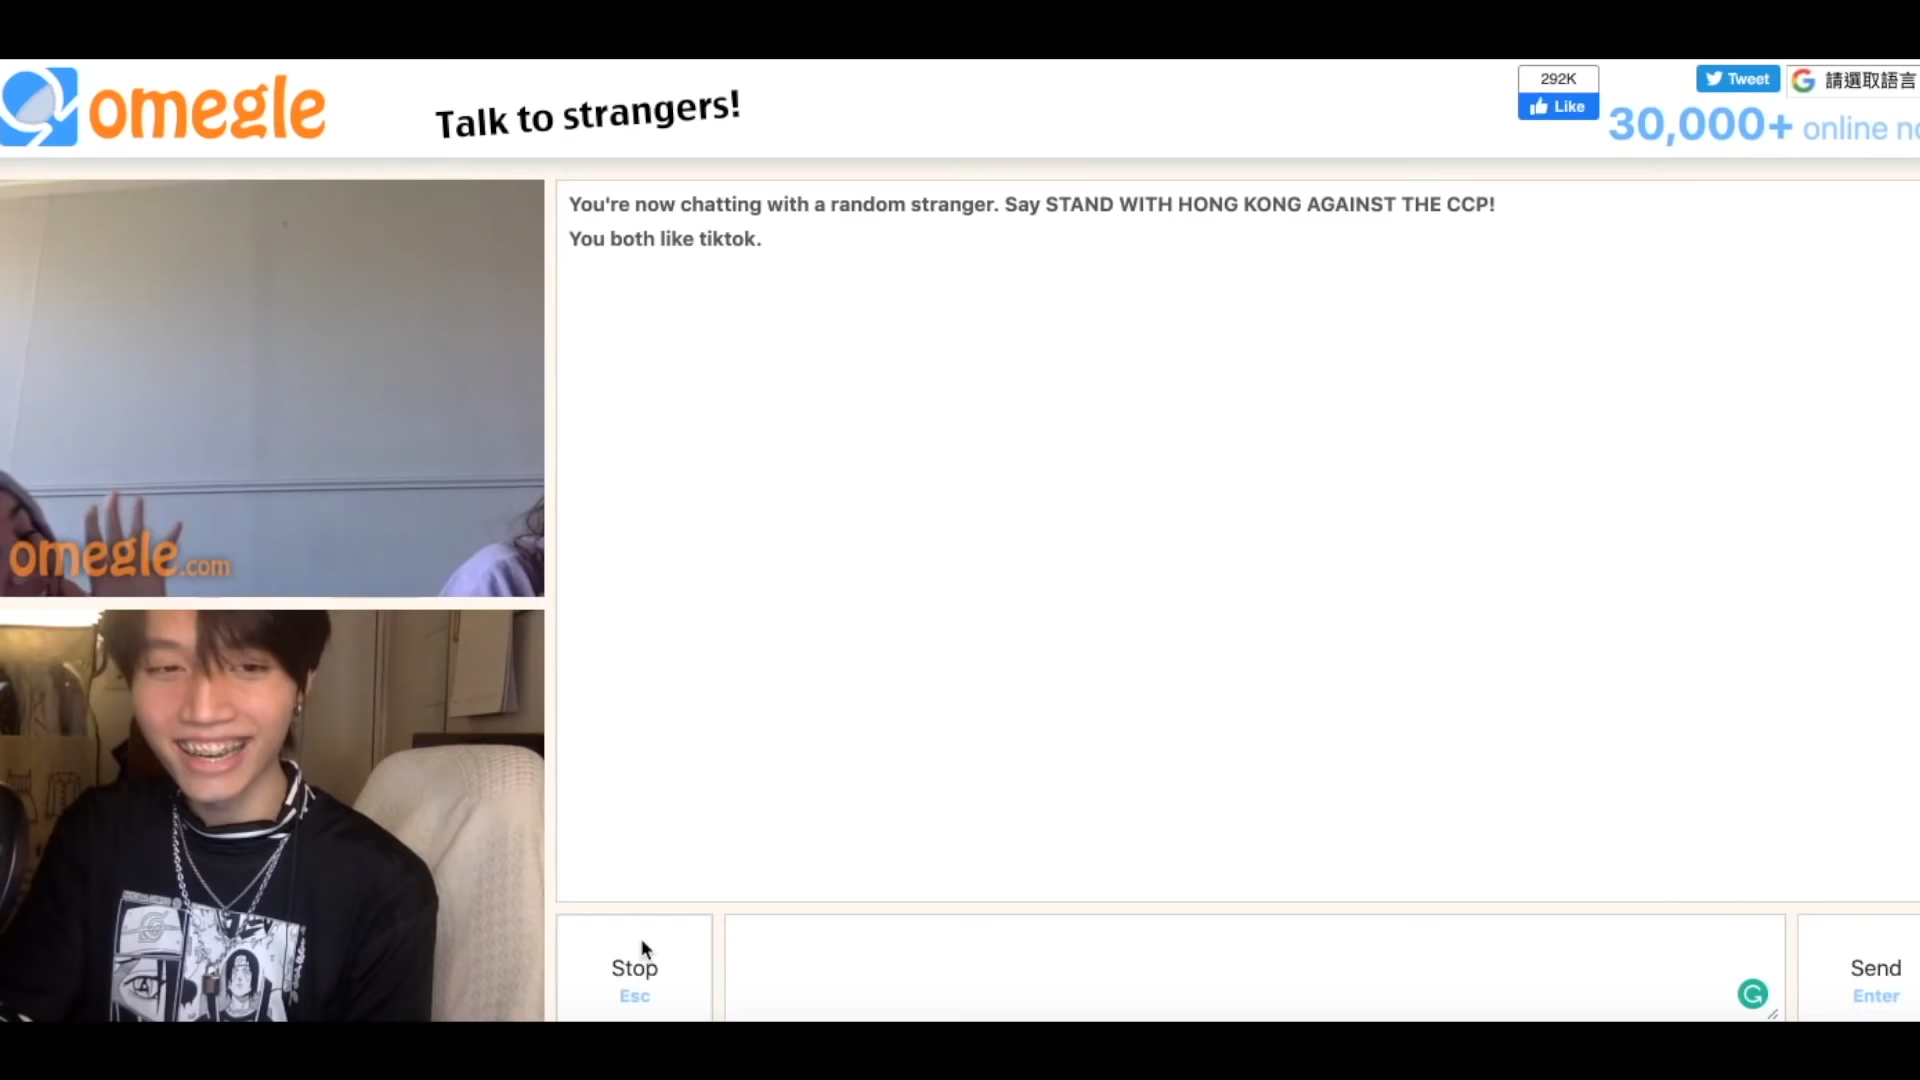 omegle
Talk to strangers!
292K
Like
Tweet
請選取語言
30,000+ online
You're now chatting with a random stranger. Say STAND WITH HONG KONG AGAINST THE CCP!
You both like tiktok.
omegle.com
Stop
Esc
Send
Enter